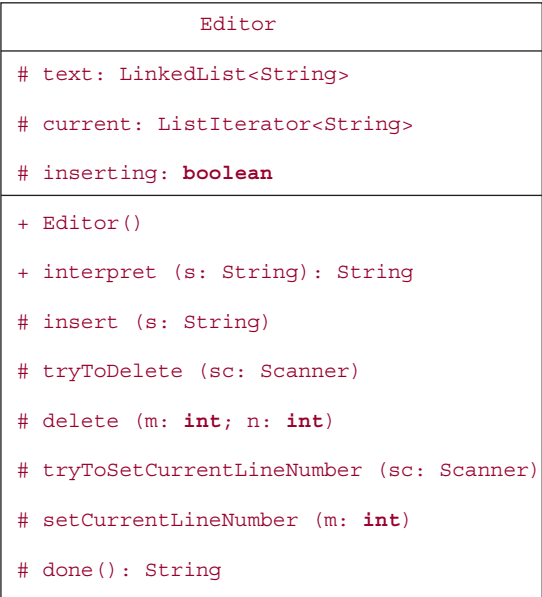 Editor
# text: LinkedList<String>
# current: ListIterator<String>
# inserting: boolean
+ Editor()
+ interpret (s: String): String
# insert (s: String)
# tryToDelete (sc: Scanner)
# delete (m: int; n: int)
# tryToSetCurrentLineNumber (sc: Scanner)
# setCurrentLineNumber (m: int)
# done(): String